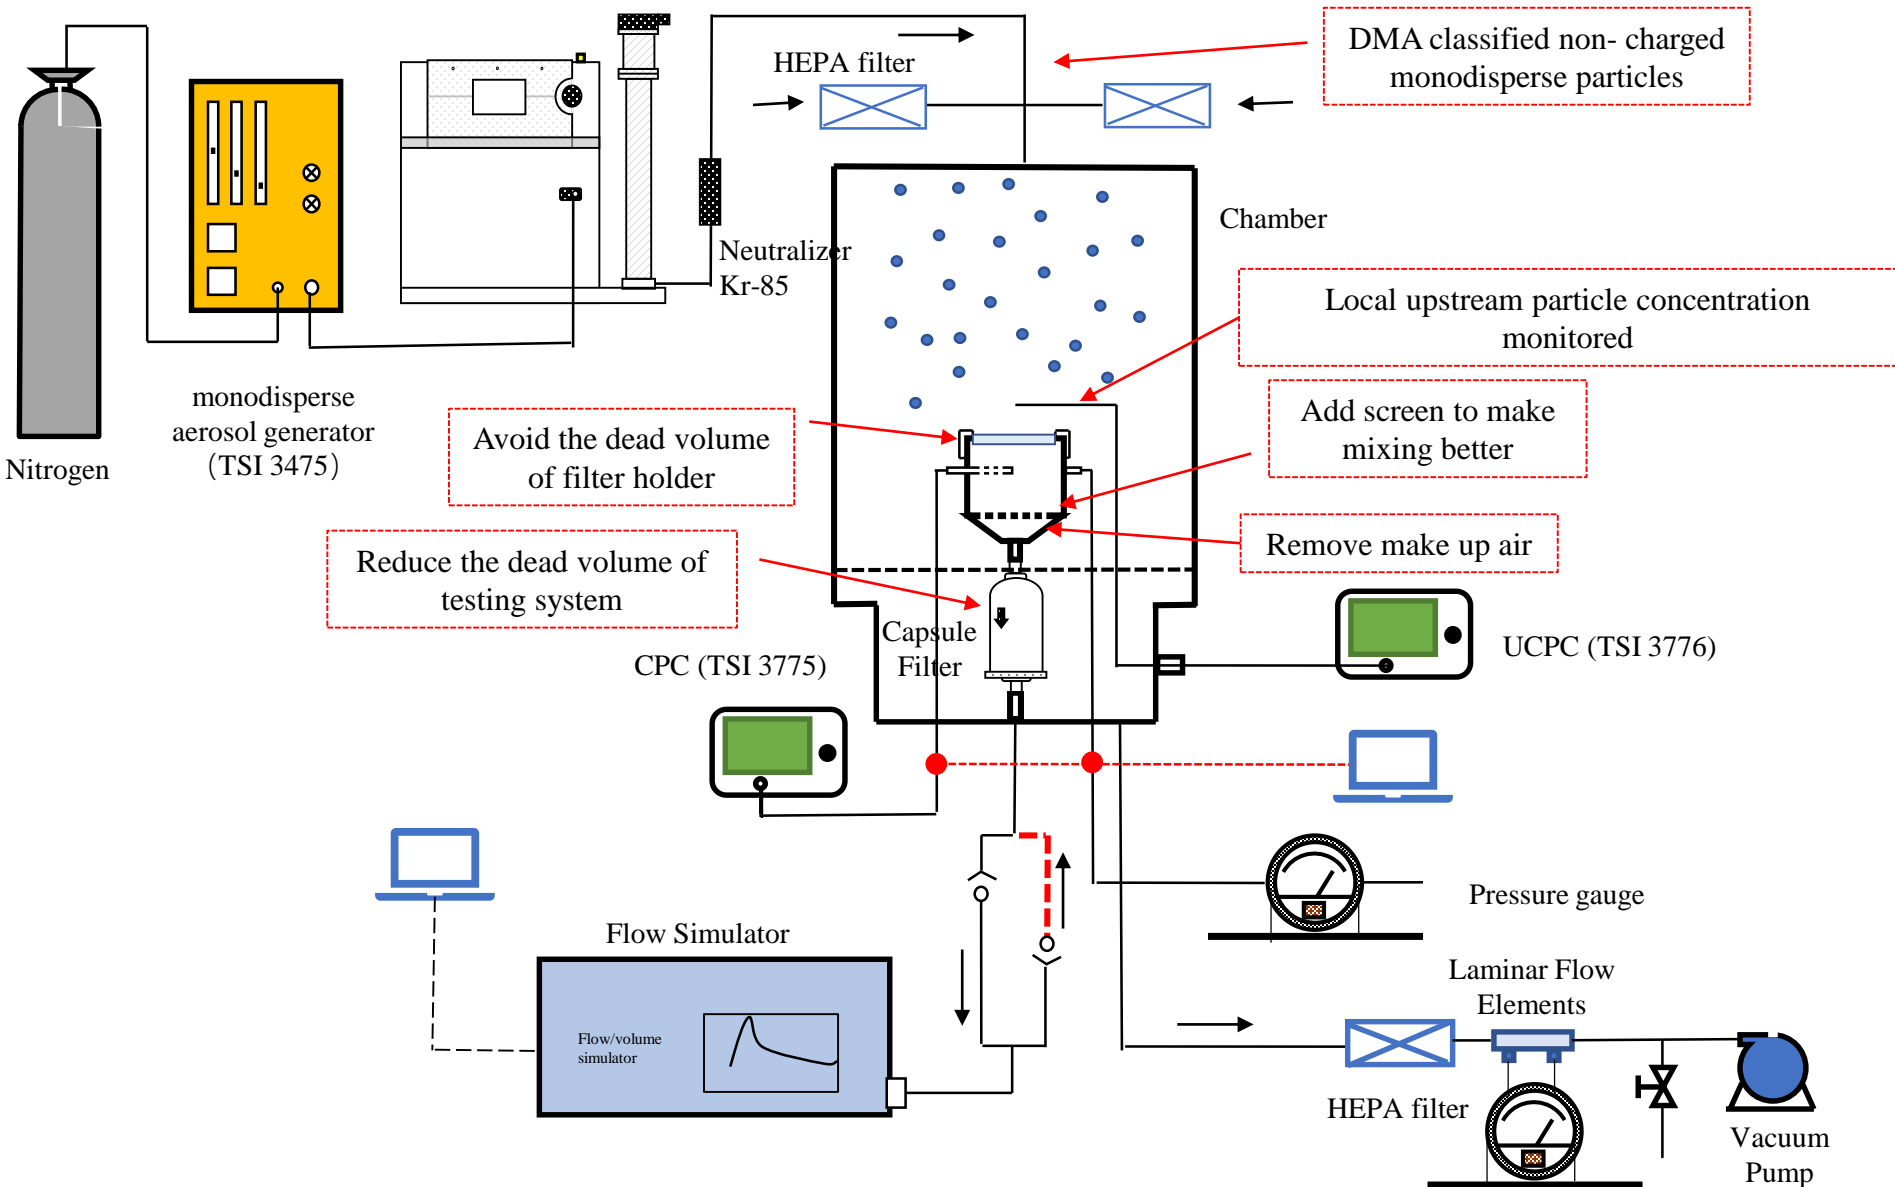 DMA classified non- charged
monodisperse particles
HEPA filter
Chamber
Neutralizer
Kr-85
Local upstream particle concentration
monitored
monodisperse
aerosol generator
（TSI 3475）
Nitrogen
Avoid the dead volume
of filter holder
Add screen to make
mixing better
Remove make up air
Reduce the dead volume of
testing system
Capsule
Filter
CPC (TSI 3775)
UCPC (TSI 3776)
Pressure gauge
Flow Simulator
Flow/volume
simulator
Laminar Flow
Elements
HEPA filter
Vacuum
Pump